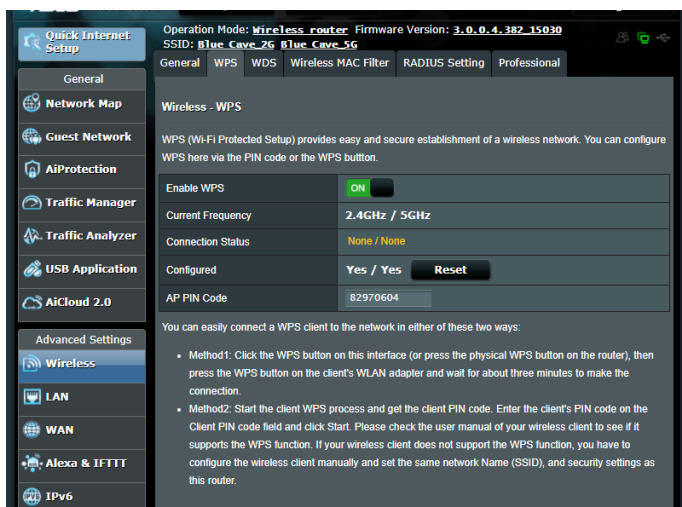 Operation Mode: Wireless router Firmware Version: 3.0.0.4.382_15030
SSID: Blue Cave_2G Blue Cave_5G
Quick Internet
Setup
General
Network Map
Guest Network
AiProtection
Traffic Manager
Traffic Analyzer
USB Application
AiCloud 2.0
Advanced Settings
Wireless
LAN
WAN
Alexa & IFTTT
IPv6
General WPS WDS Wireless MAC Filter RADIUS Setting Professional
Wireless - WPS
WPS (Wi-Fi Protected Setup) provides easy and secure establishment of a wireless network. You can configure
WPS here via the PIN code or the WPS buttton.
Enable WPS ON
Current Frequency 2.4GHz / 5GHz
Connection Status None / None
Configured Yes / Yes Reset
AP PIN Code 82970604
You can easily connect a WPS client to the network in either of these two ways:
• Method1: Click the WPS button on this interface (or press the physical WPS button on the router), then
press the WPS button on the client's WLAN adapter and wait for about three minutes to make the
connection.
• Method2: Start the client WPS process and get the client PIN code. Enter the client's PIN code on the
Client PIN code field and click Start. Please check the user manual of your wireless client to see if it
supports the WPS function. If your wireless client does not support the WPS function, you have to
configure the wireless client manually and set the same network Name (SSID), and security settings as
this router.